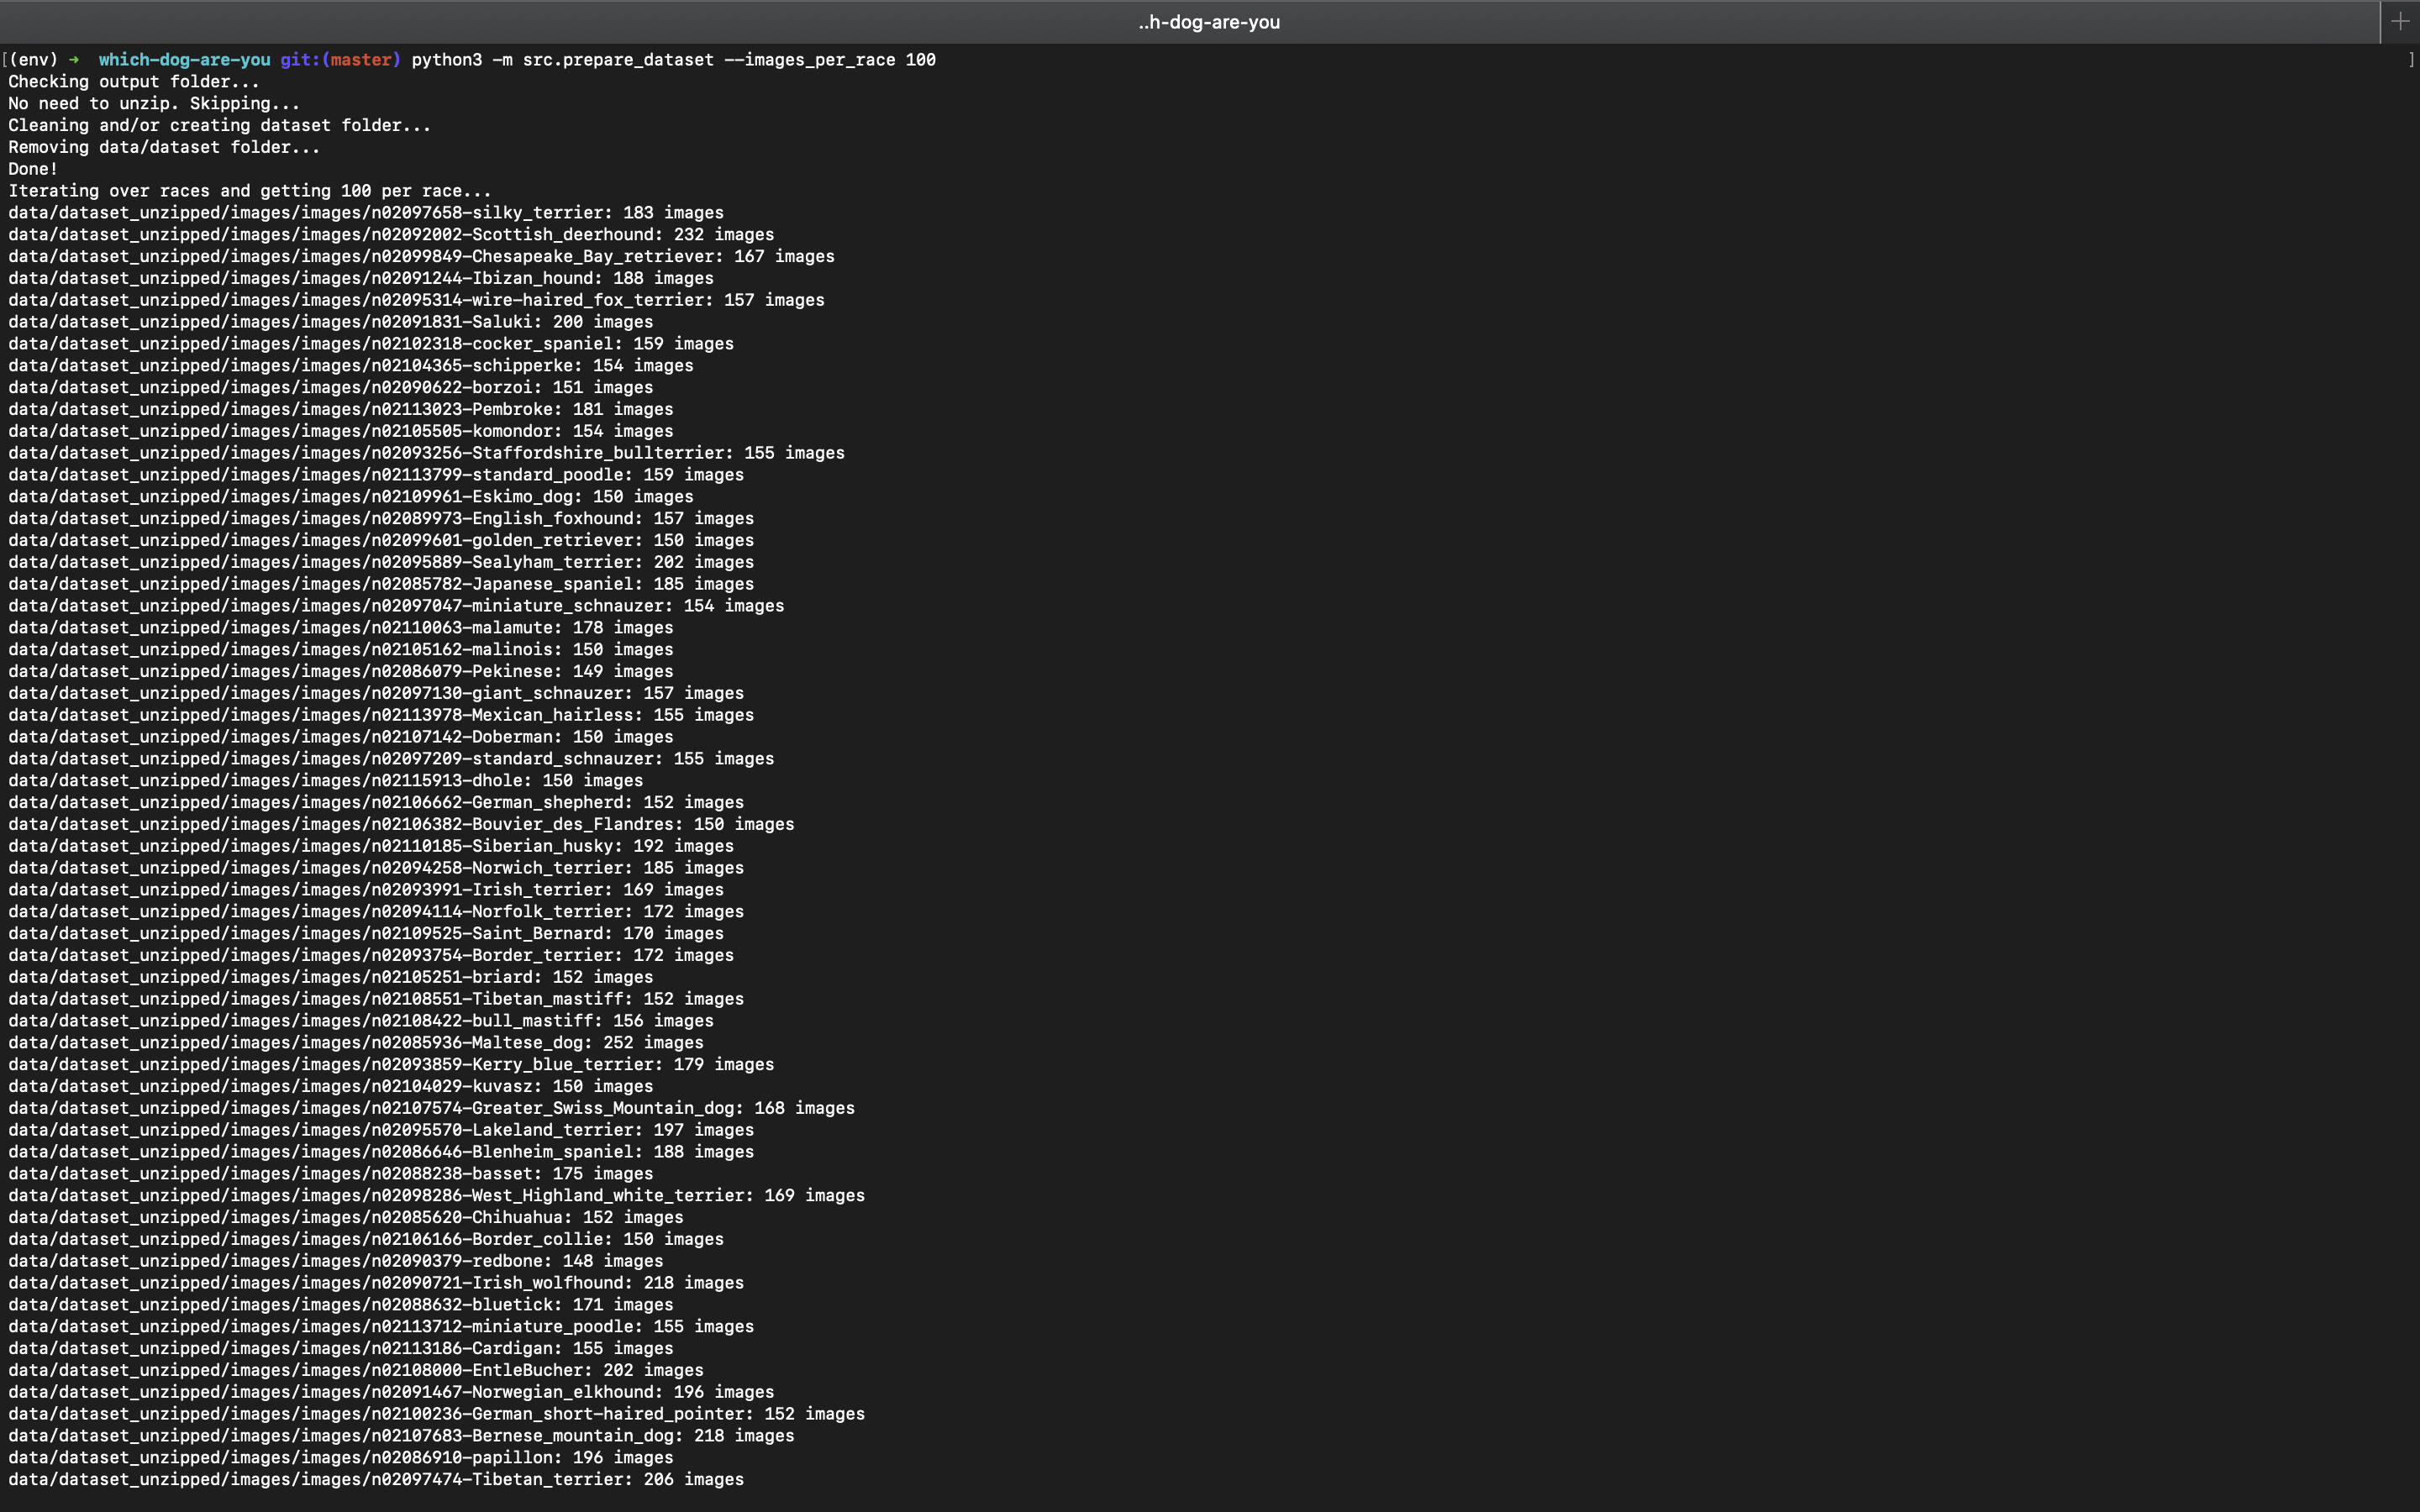 ..h-dog-are-you
[(env) ➜  which-dog-are-you git:(master) python3 -m src.prepare_dataset --images_per_race 100 ]
Checking output folder...
No need to unzip. Skipping...
Cleaning and/or creating dataset folder...
Removing data/dataset folder...
Done!
Iterating over races and getting 100 per race...
data/dataset_unzipped/images/images/n02097658-silky_terrier: 183 images
data/dataset_unzipped/images/images/n02092002-Scottish_deerhound: 232 images
data/dataset_unzipped/images/images/n02099849-Chesapeake_Bay_retriever: 167 images
data/dataset_unzipped/images/images/n02091244-Ibizan_hound: 188 images
data/dataset_unzipped/images/images/n02095314-wire-haired_fox_terrier: 157 images
data/dataset_unzipped/images/images/n02091831-Saluki: 200 images
data/dataset_unzipped/images/images/n02102318-cocker_spaniel: 159 images
data/dataset_unzipped/images/images/n02104365-schipperke: 154 images
data/dataset_unzipped/images/images/n02090622-borzoi: 151 images
data/dataset_unzipped/images/images/n02113023-Pembroke: 181 images
data/dataset_unzipped/images/images/n02105505-komondor: 154 images
data/dataset_unzipped/images/images/n02093256-Staffordshire_bullterrier: 155 images
data/dataset_unzipped/images/images/n02113799-standard_poodle: 159 images
data/dataset_unzipped/images/images/n02109961-Eskimo_dog: 150 images
data/dataset_unzipped/images/images/n02089973-English_foxhound: 157 images
data/dataset_unzipped/images/images/n02099601-golden_retriever: 150 images
data/dataset_unzipped/images/images/n02095889-Sealyham_terrier: 202 images
data/dataset_unzipped/images/images/n02085782-Japanese_spaniel: 185 images
data/dataset_unzipped/images/images/n02097047-miniature_schnauzer: 154 images
data/dataset_unzipped/images/images/n02110063-malamute: 178 images
data/dataset_unzipped/images/images/n02105162-malinois: 150 images
data/dataset_unzipped/images/images/n02086079-Pekinese: 149 images
data/dataset_unzipped/images/images/n02097130-giant_schnauzer: 157 images
data/dataset_unzipped/images/images/n02113978-Mexican_hairless: 155 images
data/dataset_unzipped/images/images/n02107142-Doberman: 150 images
data/dataset_unzipped/images/images/n02097209-standard_schnauzer: 155 images
data/dataset_unzipped/images/images/n02115913-dhole: 150 images
data/dataset_unzipped/images/images/n02106662-German_shepherd: 152 images
data/dataset_unzipped/images/images/n02106382-Bouvier_des_Flandres: 150 images
data/dataset_unzipped/images/images/n02110185-Siberian_husky: 192 images
data/dataset_unzipped/images/images/n02094258-Norwich_terrier: 185 images
data/dataset_unzipped/images/images/n02093991-Irish_terrier: 169 images
data/dataset_unzipped/images/images/n02094114-Norfolk_terrier: 172 images
data/dataset_unzipped/images/images/n02109525-Saint_Bernard: 170 images
data/dataset_unzipped/images/images/n02093754-Border_terrier: 172 images
data/dataset_unzipped/images/images/n02105251-briard: 152 images
data/dataset_unzipped/images/images/n02108551-Tibetan_mastiff: 152 images
data/dataset_unzipped/images/images/n02108422-bull_mastiff: 156 images
data/dataset_unzipped/images/images/n02085936-Maltese_dog: 252 images
data/dataset_unzipped/images/images/n02093859-Kerry_blue_terrier: 179 images
data/dataset_unzipped/images/images/n02104029-kuvasz: 150 images
data/dataset_unzipped/images/images/n02107574-Greater_Swiss_Mountain_dog: 168 images
data/dataset_unzipped/images/images/n02095570-Lakeland_terrier: 197 images
data/dataset_unzipped/images/images/n02086646-Blenheim_spaniel: 188 images
data/dataset_unzipped/images/images/n02088238-basset: 175 images
data/dataset_unzipped/images/images/n02098286-West_Highland_white_terrier: 169 images
data/dataset_unzipped/images/images/n02085620-Chihuahua: 152 images
data/dataset_unzipped/images/images/n02106166-Border_collie: 150 images
data/dataset_unzipped/images/images/n02090379-redbone: 148 images
data/dataset_unzipped/images/images/n02090721-Irish_wolfhound: 218 images
data/dataset_unzipped/images/images/n02088632-bluetick: 171 images
data/dataset_unzipped/images/images/n02113712-miniature_poodle: 155 images
data/dataset_unzipped/images/images/n02113186-Cardigan: 155 images
data/dataset_unzipped/images/images/n02108000-EntleBucher: 202 images
data/dataset_unzipped/images/images/n02091467-Norwegian_elkhound: 196 images
data/dataset_unzipped/images/images/n02100236-German_short-haired_pointer: 152 images
data/dataset_unzipped/images/images/n02107683-Bernese_mountain_dog: 218 images
data/dataset_unzipped/images/images/n02086910-papillon: 196 images
data/dataset_unzipped/images/images/n02097474-Tibetan_terrier: 206 images